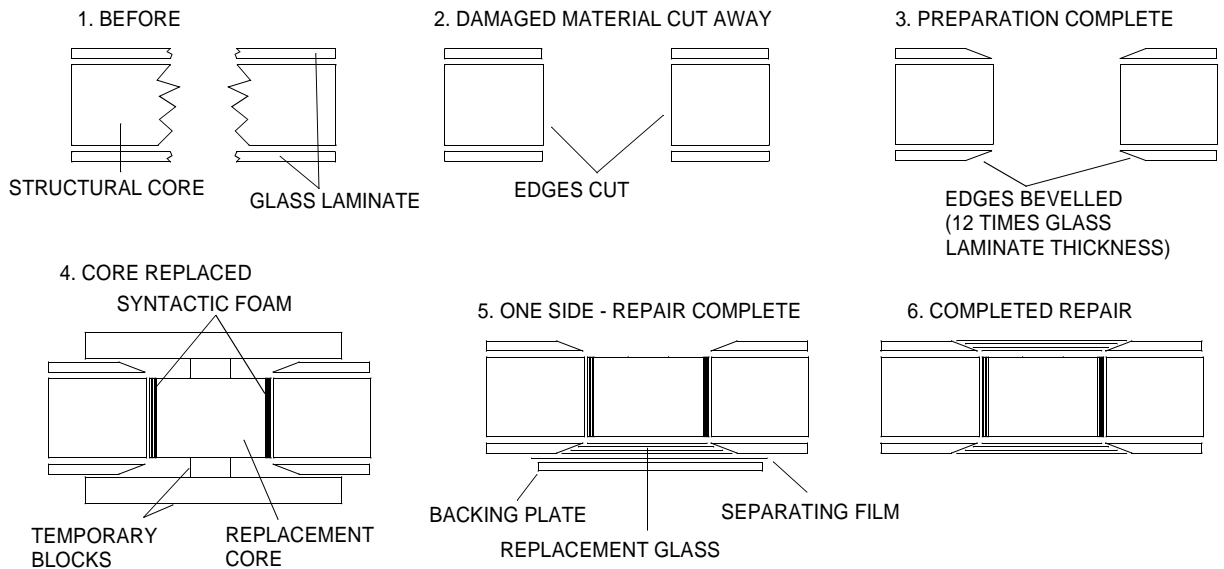 1. BEFORE
STRUCTURAL CORE
GLASS LAMINATE
2. DAMAGED MATERIAL CUT AWAY
EDGES CUT
3. PREPARATION COMPLETE
EDGES BEVELLED
(12 TIMES GLASS
LAMINATE THICKNESS)
4. CORE REPLACED
SYNTACTIC FOAM
TEMPORARY
BLOCKS
REPLACEMENT
CORE
5. ONE SIDE - REPAIR COMPLETE
BACKING PLATE
SEPARATING FILM
REPLACEMENT GLASS
6. COMPLETED REPAIR